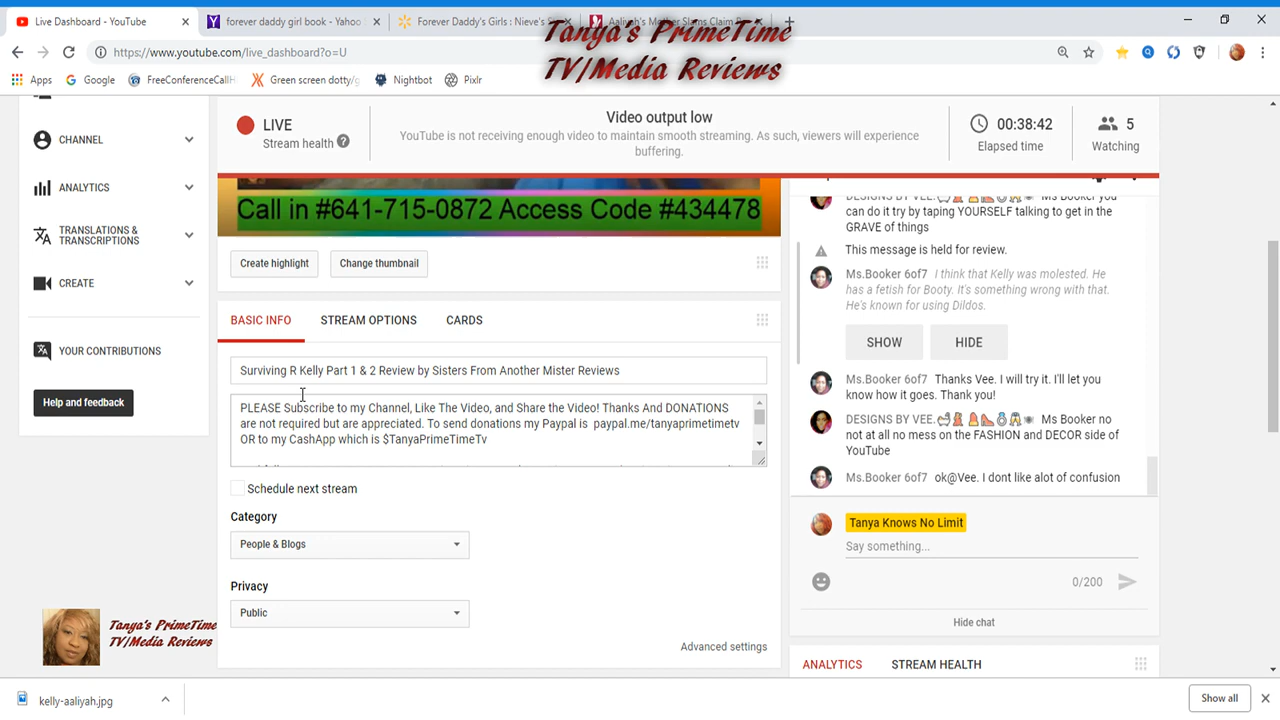 Live Dashboard - YouTube
forever daddy girl book - Yahoo
Forever Daddy's Girls : Nieve's S
Aaliyah's Mother Slams Claim
Tanya's PrimeTime
TV/Media Reviews
https://www.youtube.com/live_dashboard?o=U
Apps
Google
FreeConferenceCallH
Green screen dotty/g
Nightbot
Pixlr
CHANNEL
ANALYTICS
TRANSLATIONS &
TRANSCRIPTIONS
CREATE
YOUR CONTRIBUTIONS
Help and feedback
LIVE
Stream health
Video output low
YouTube is not receiving enough video to maintain smooth streaming. As such, viewers will experience
buffering.
00:38:42
Elapsed time
5
Watching
Call in #641-715-0872 Access Code #434478
Create highlight
Change thumbnail
BASIC INFO
STREAM OPTIONS
CARDS
Surviving R Kelly Part 1 & 2 Review by Sisters From Another Mister Reviews
PLEASE Subscribe to my Channel, Like The Video, and Share the Video! Thanks And DONATIONS
are not required but are appreciated. To send donations my Paypal is paypal.me/tanyaprimetimetv
OR to my CashApp which is $TanyaPrimeTimeTv
Schedule next stream
Category
People & Blogs
Privacy
Public
Advanced settings
DESIGNS BY VEE. Ms Booker you
can do it try by taping YOURSELF talking to get in the
GRAVE of things
This message is held for review.
Ms.Booker 6of7 I think that Kelly was molested. He
has a fetish for Booty. It's something wrong with that.
He's known for using Dildos.
SHOW
HIDE
Ms.Booker 6of7 Thanks Vee. I will try it. I'll let you
know how it goes. Thank you!
DESIGNS BY VEE. Ms Booker no
not at all no mess on the FASHION and DECOR side of
YouTube
Ms.Booker 6of7 ok@Vee. I dont like alot of confusion
Tanya Knows No Limit
Say something...
0/200
Hide chat
ANALYTICS
STREAM HEALTH
Tanya's PrimeTime
TV/Media Reviews
kelly-aaliyah.jpg
Show all